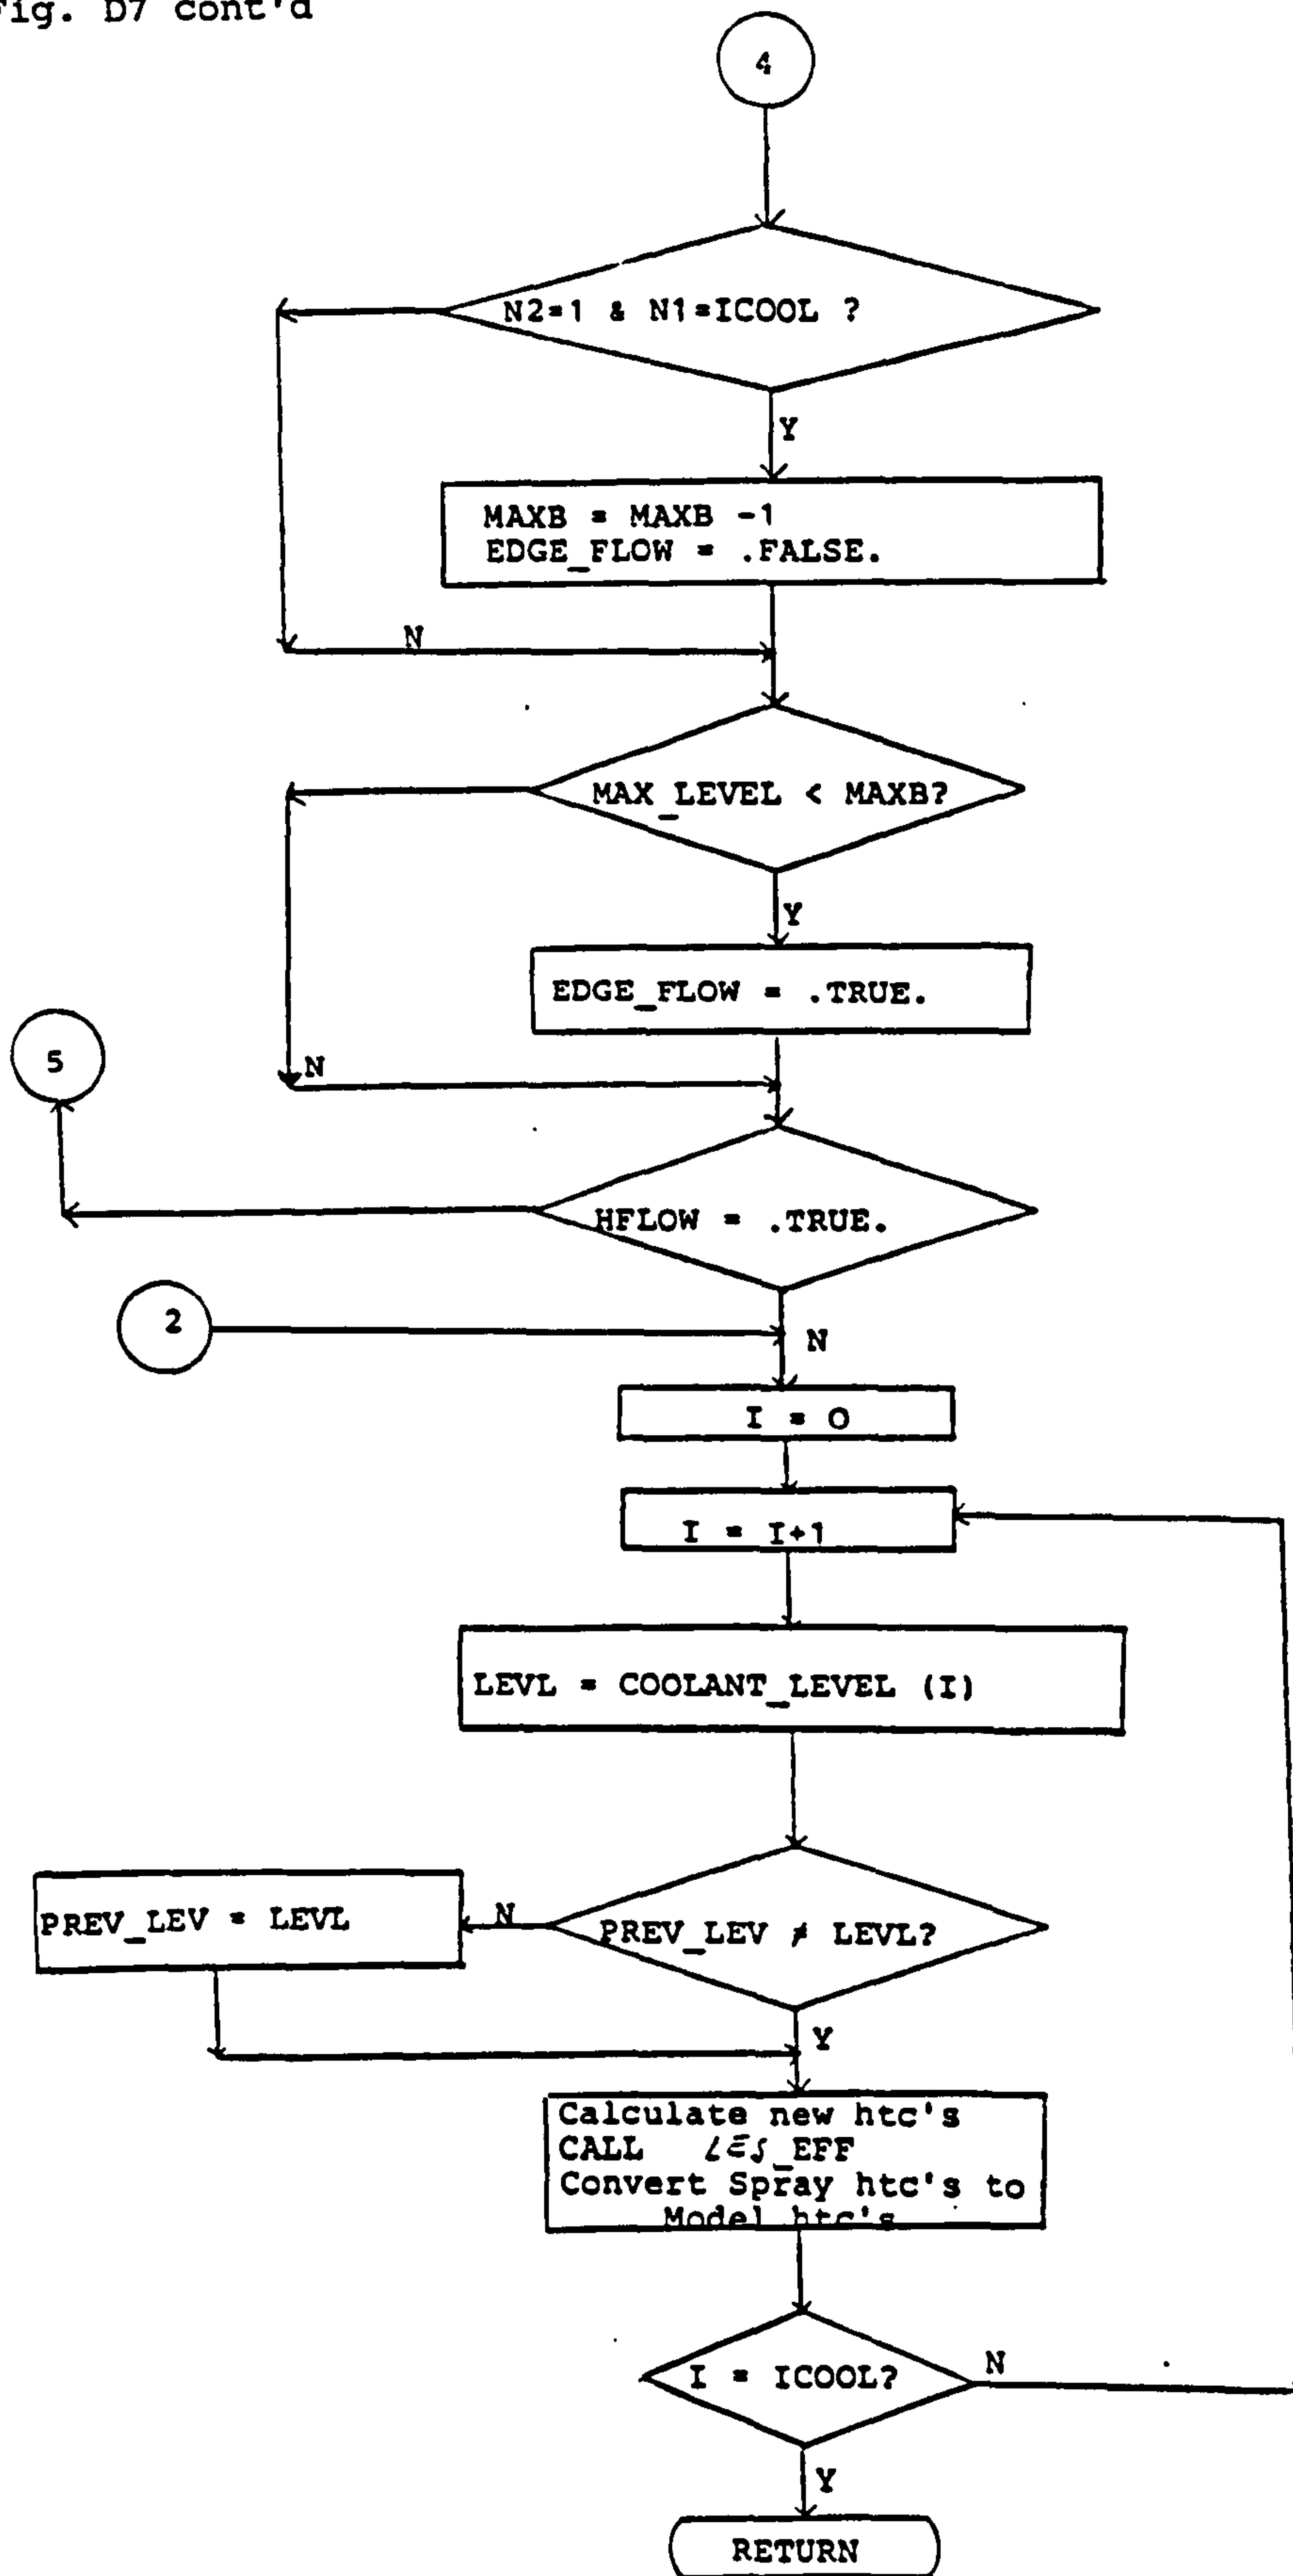 Fig. D7 cont'd
4
N2=1 & N1=ICOOL ?
Y
MAXB = MAXB -1
EDGE_FLOW = .FALSE.
N
MAX_LEVEL < MAXB?
Y
EDGE_FLOW = .TRUE.
5
N
HFLOW = .TRUE.
2
N
I = 0
I = I+1
LEVL = COOLANT_LEVEL (I)
PREV_LEV = LEVL
N
PREV_LEV ≠ LEVL?
Y
Calculate new htc's
CALL LES_EFF
Convert Spray htc's to
Model htc's
I = ICOOL?
N
Y
RETURN